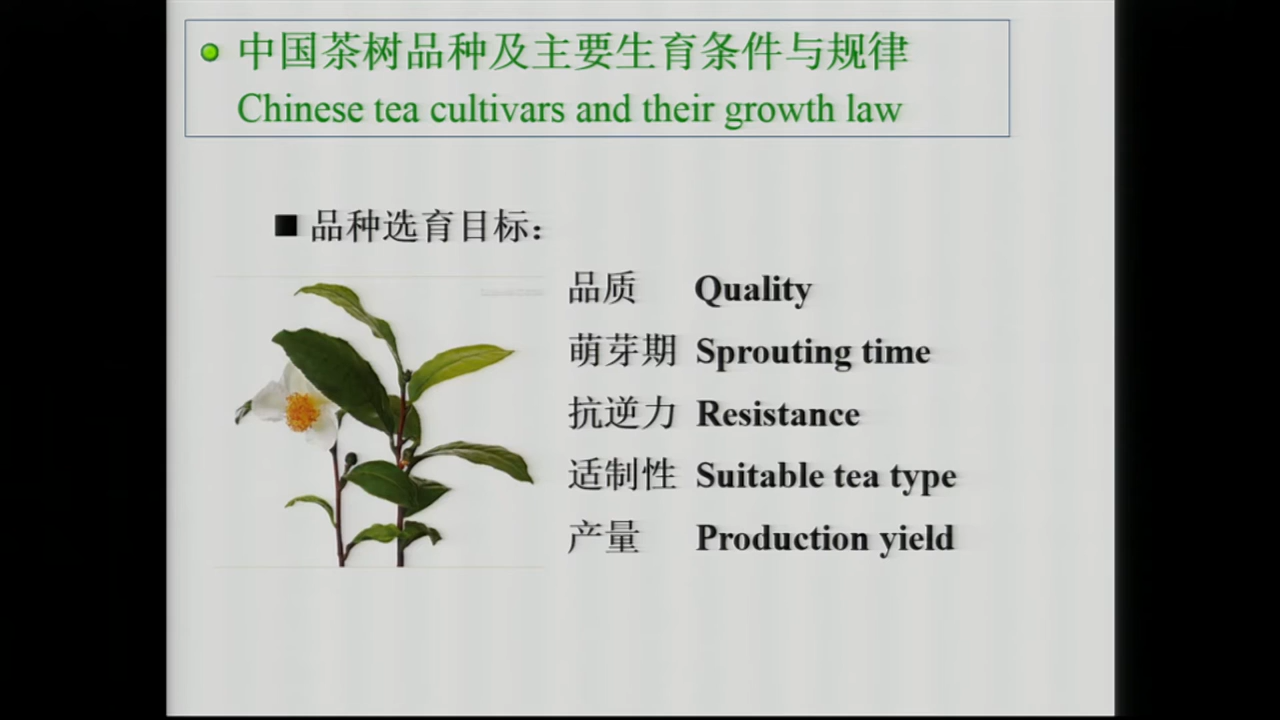 中国茶树品种及主要生育条件与规律
Chinese tea cultivars and their growth law
品种选育目标：
品质 Quality
萌芽期 Sprouting time
抗逆力 Resistance
适制性 Suitable tea type
产量 Production yield